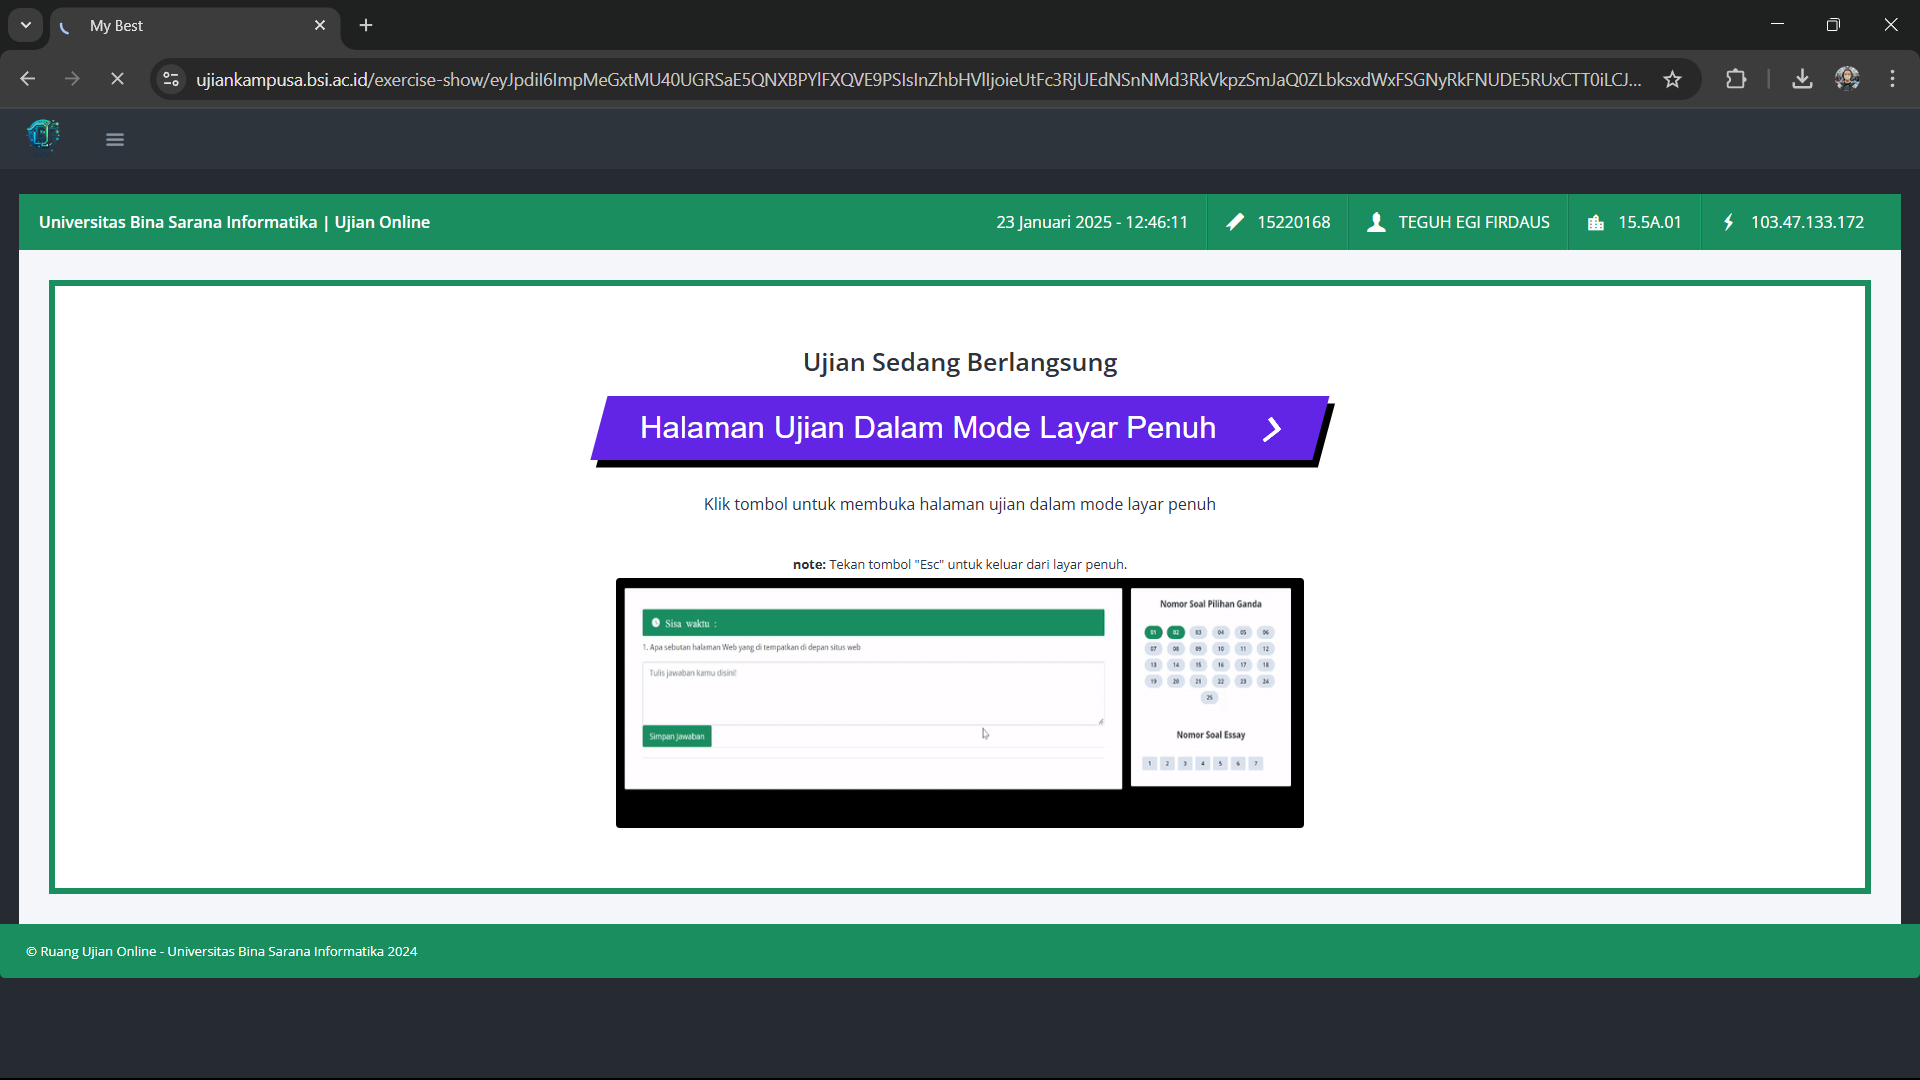 My Best
ujiankampusa.bsi.ac.id/exercise-show/
Universitas Bina Sarana Informatika | Ujian Online
23 Januari 2025 - 12:46:11
15220168
TEGUH EGI FIRDAUS
15.5A.01
103.47.133.172
Ujian Sedang Berlangsung
Halaman Ujian Dalam Mode Layar Penuh
Klik tombol untuk membuka halaman ujian dalam mode layar penuh
note: Tekan tombol "Esc" untuk keluar dari layar penuh.
Sisa waktu :
1. Apa sebutan halaman Web yang di tempatkan di depan situs web
Tulis jawaban kamu disini!
Simpan Jawaban
Nomor Soal Pilihan Ganda
01 02 03 04 05 06
07 08 09 10 11 12
13 14 15 16 17 18
19 20 21 22 23 24
25
Nomor Soal Essay
1 2 3 4 5 6 7
© Ruang Ujian Online - Universitas Bina Sarana Informatika 2024